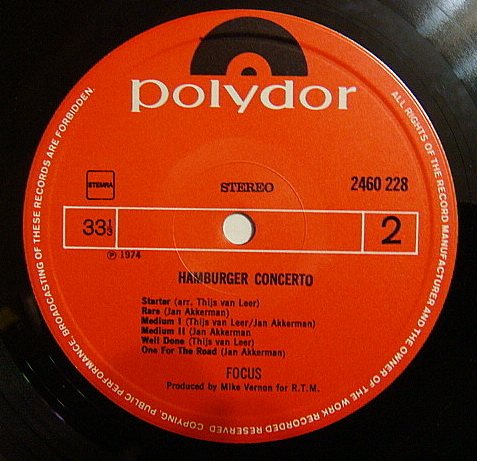 polydor
STEMRA
STEREO
2460 228
33 1/3
2
℗ 1974
HAMBURGER CONCERTO
Starter (arr. Thijs van Leer)
Rare (Jan Akkerman)
Medium I (Thijs van Leer/Jan Akkerman)
Medium II (Jan Akkerman
Well Done (Thijs van Leer)
One For The Road (Jan Akkerman)
FOCUS
Produced by Mike Vernon for R.T.M.
ALL RIGHTS OF THE RECORD MANUFACTURER AND THE OWNER OF THE WORK RECORDED RESERVED COPYING, PUBLIC PERFORMANCE, BROADCASTING OF THESE RECORDS ARE FORBIDDEN.